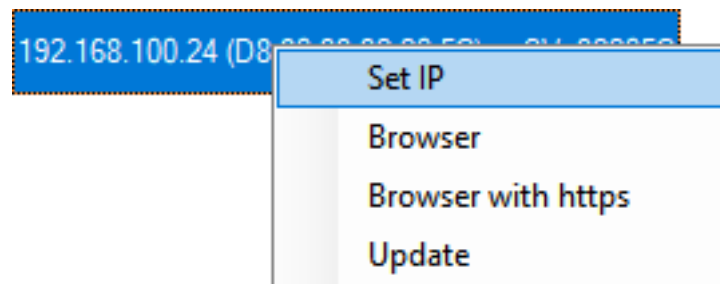 192.168.100.24 (D8
Set IP
Browser
Browser with https
Update